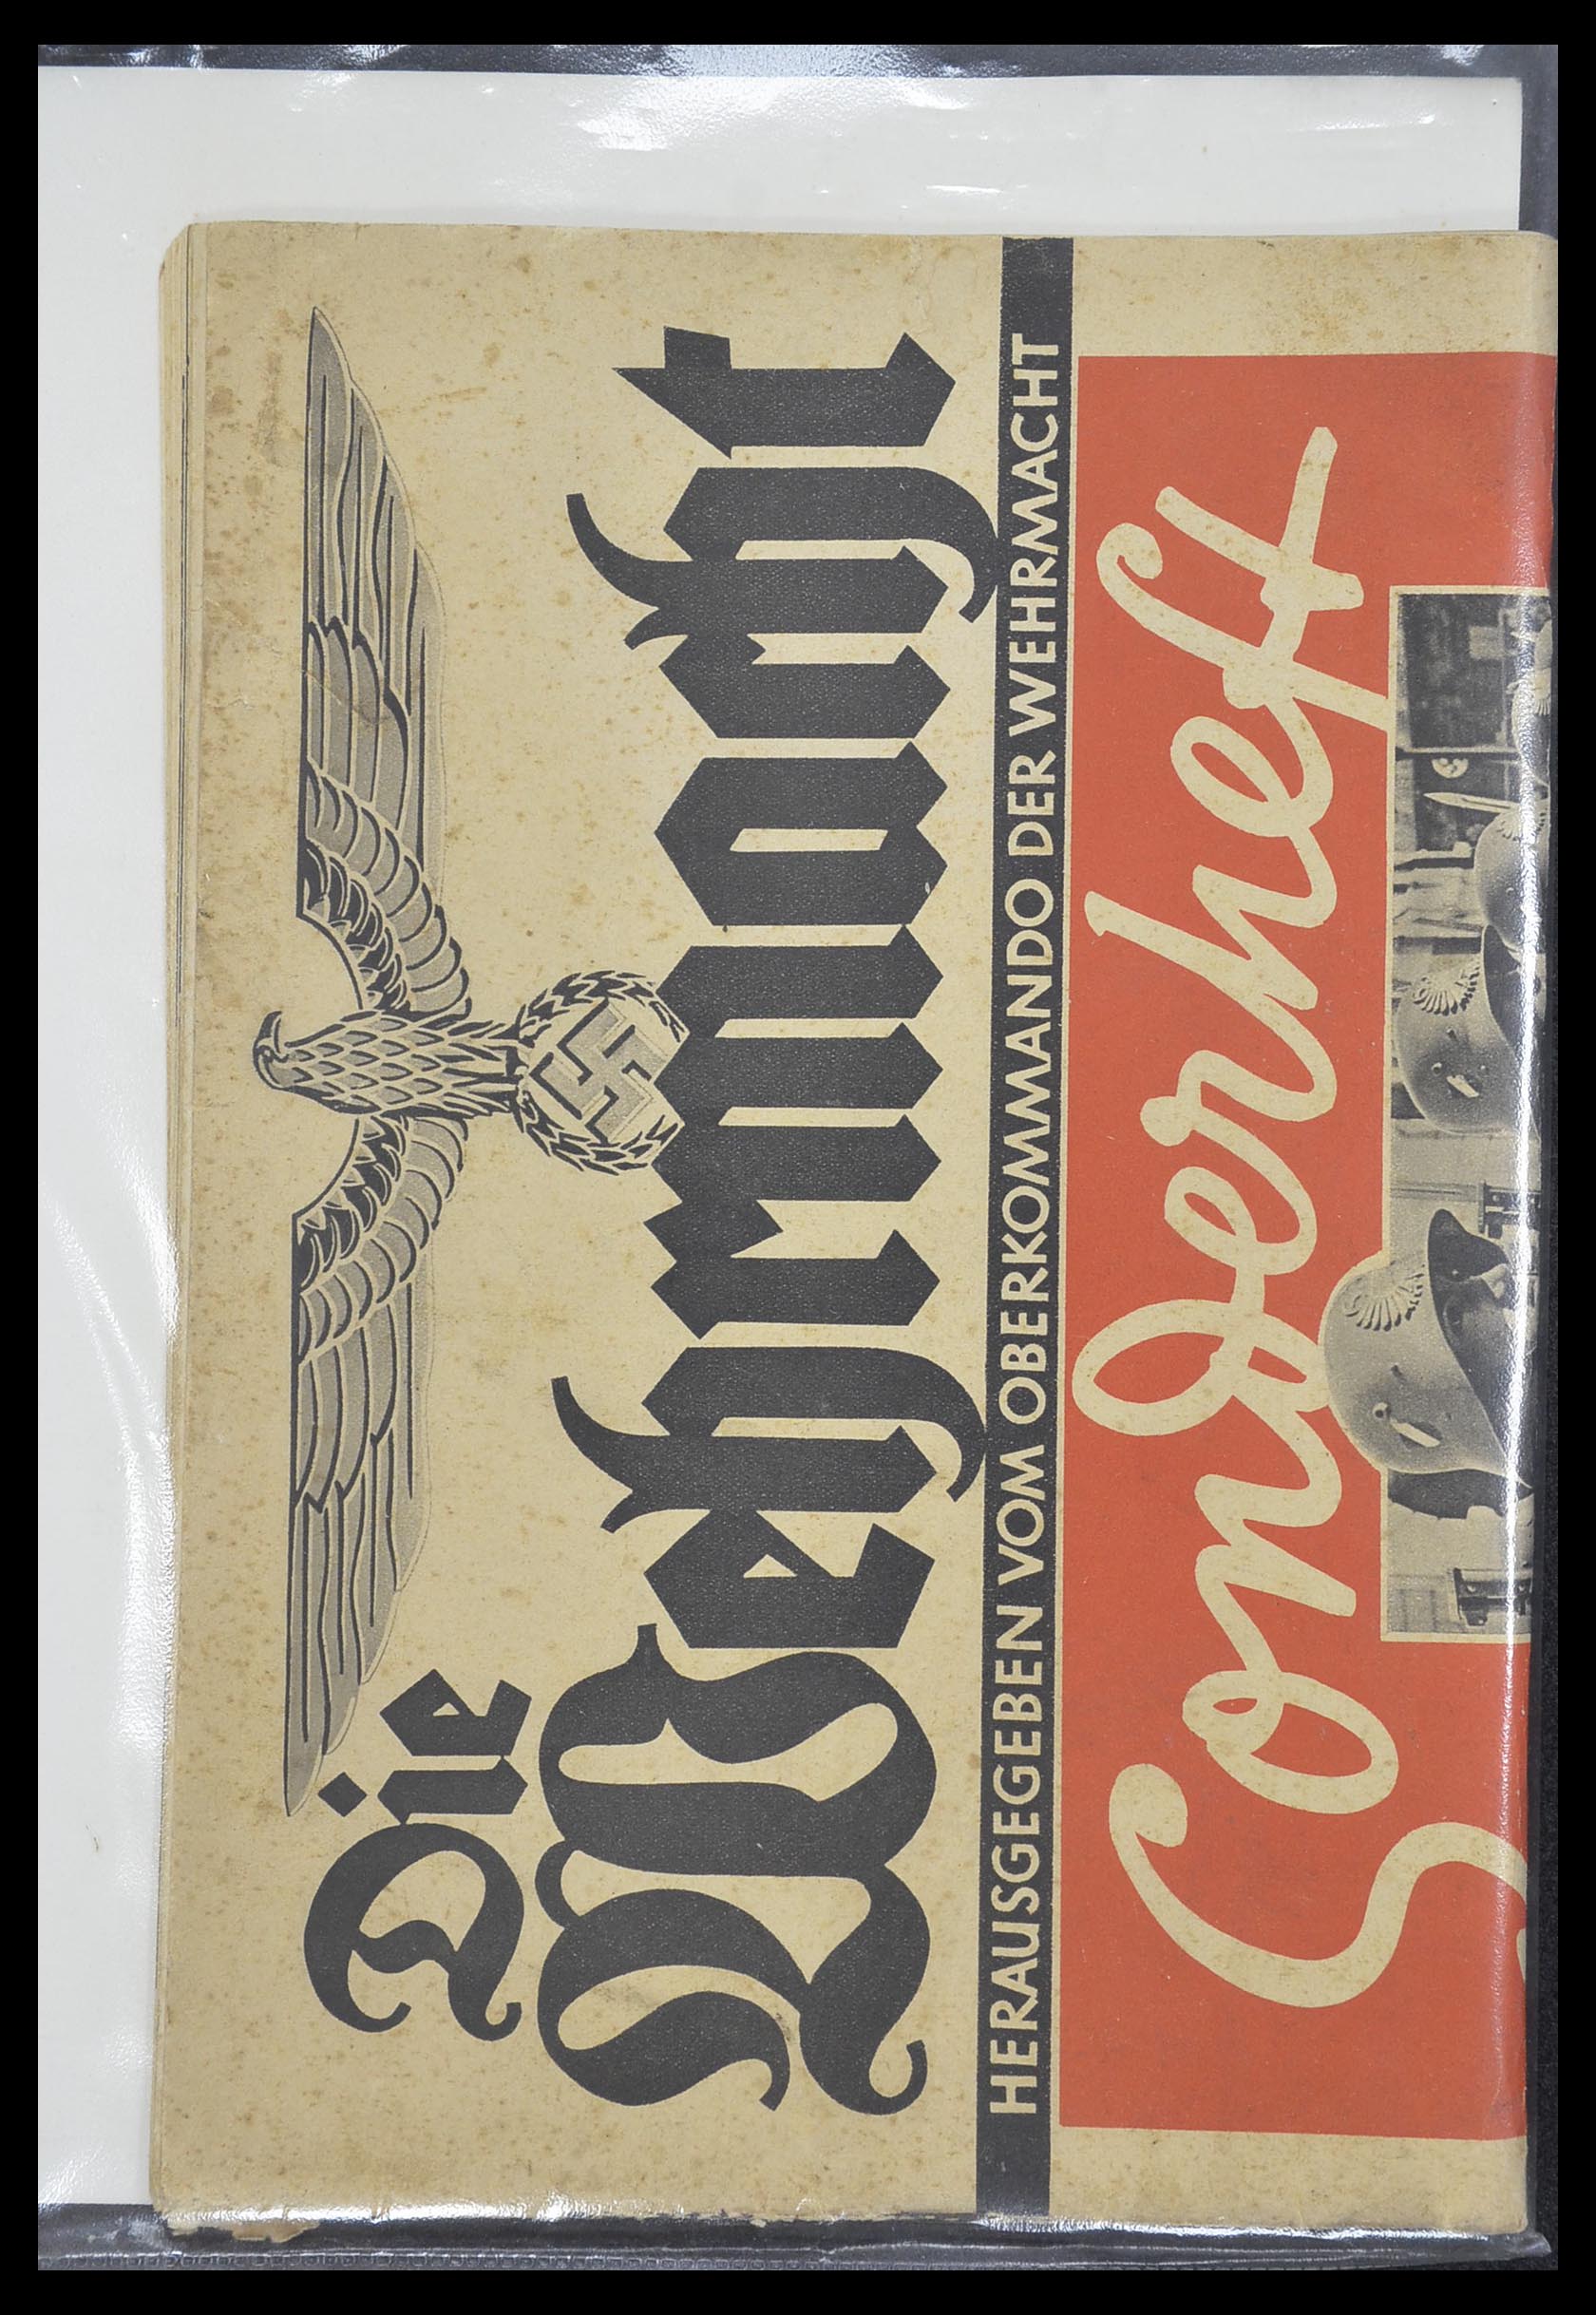 Die
Wehrmacht
HERAUSGEGEBEN VOM OBERKOMMANDO DER WEHRMACHT
Sonderheft